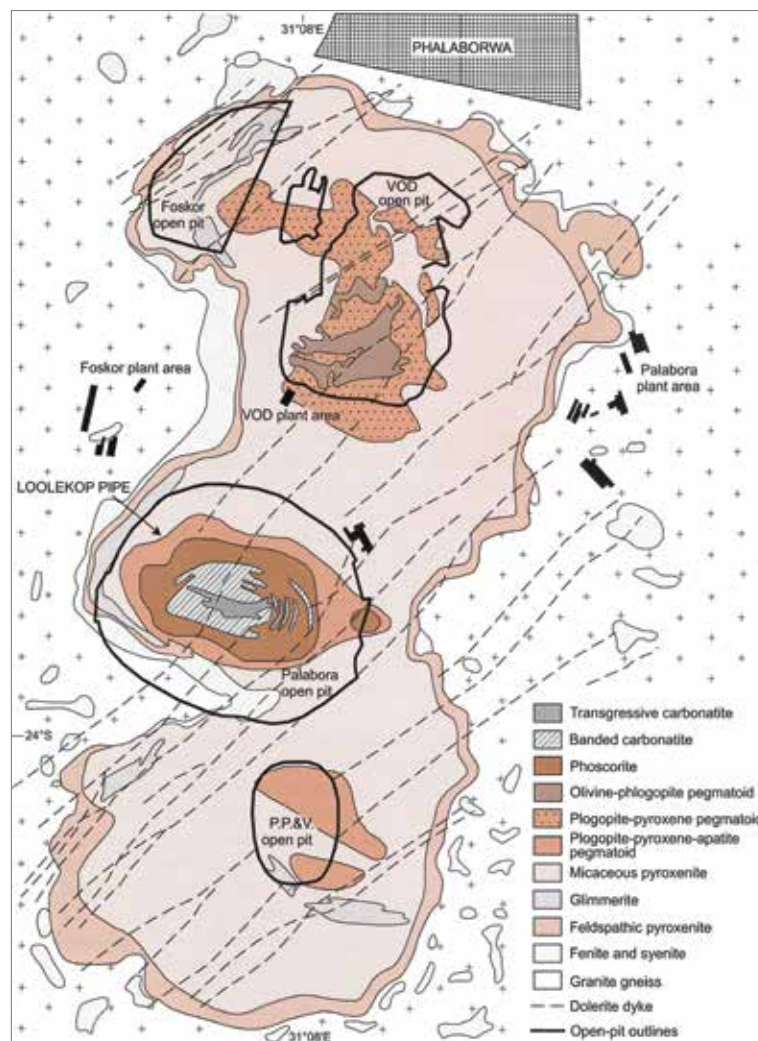 31°08'E
PHALABORWA
Foskor
open pit
VOD
open pit
Foskor plant area
Palabora
plant area
VOD plant area
LOOLEKOP PIPE
Palabora
open pit
24°S
P.P.&V.
open pit
Transgressive carbonatite
Banded carbonatite
Phoscorite
Olivine-phlogopite pegmatoid
Plogopite-pyroxene pegmatoid
Plogopite-pyroxene-apatite
pegmatoid
Micaceous pyroxenite
Glimmerite
Feldspathic pyroxenite
Fenite and syenite
Granite gneiss
Dolerite dyke
Open-pit outlines
31°08'E